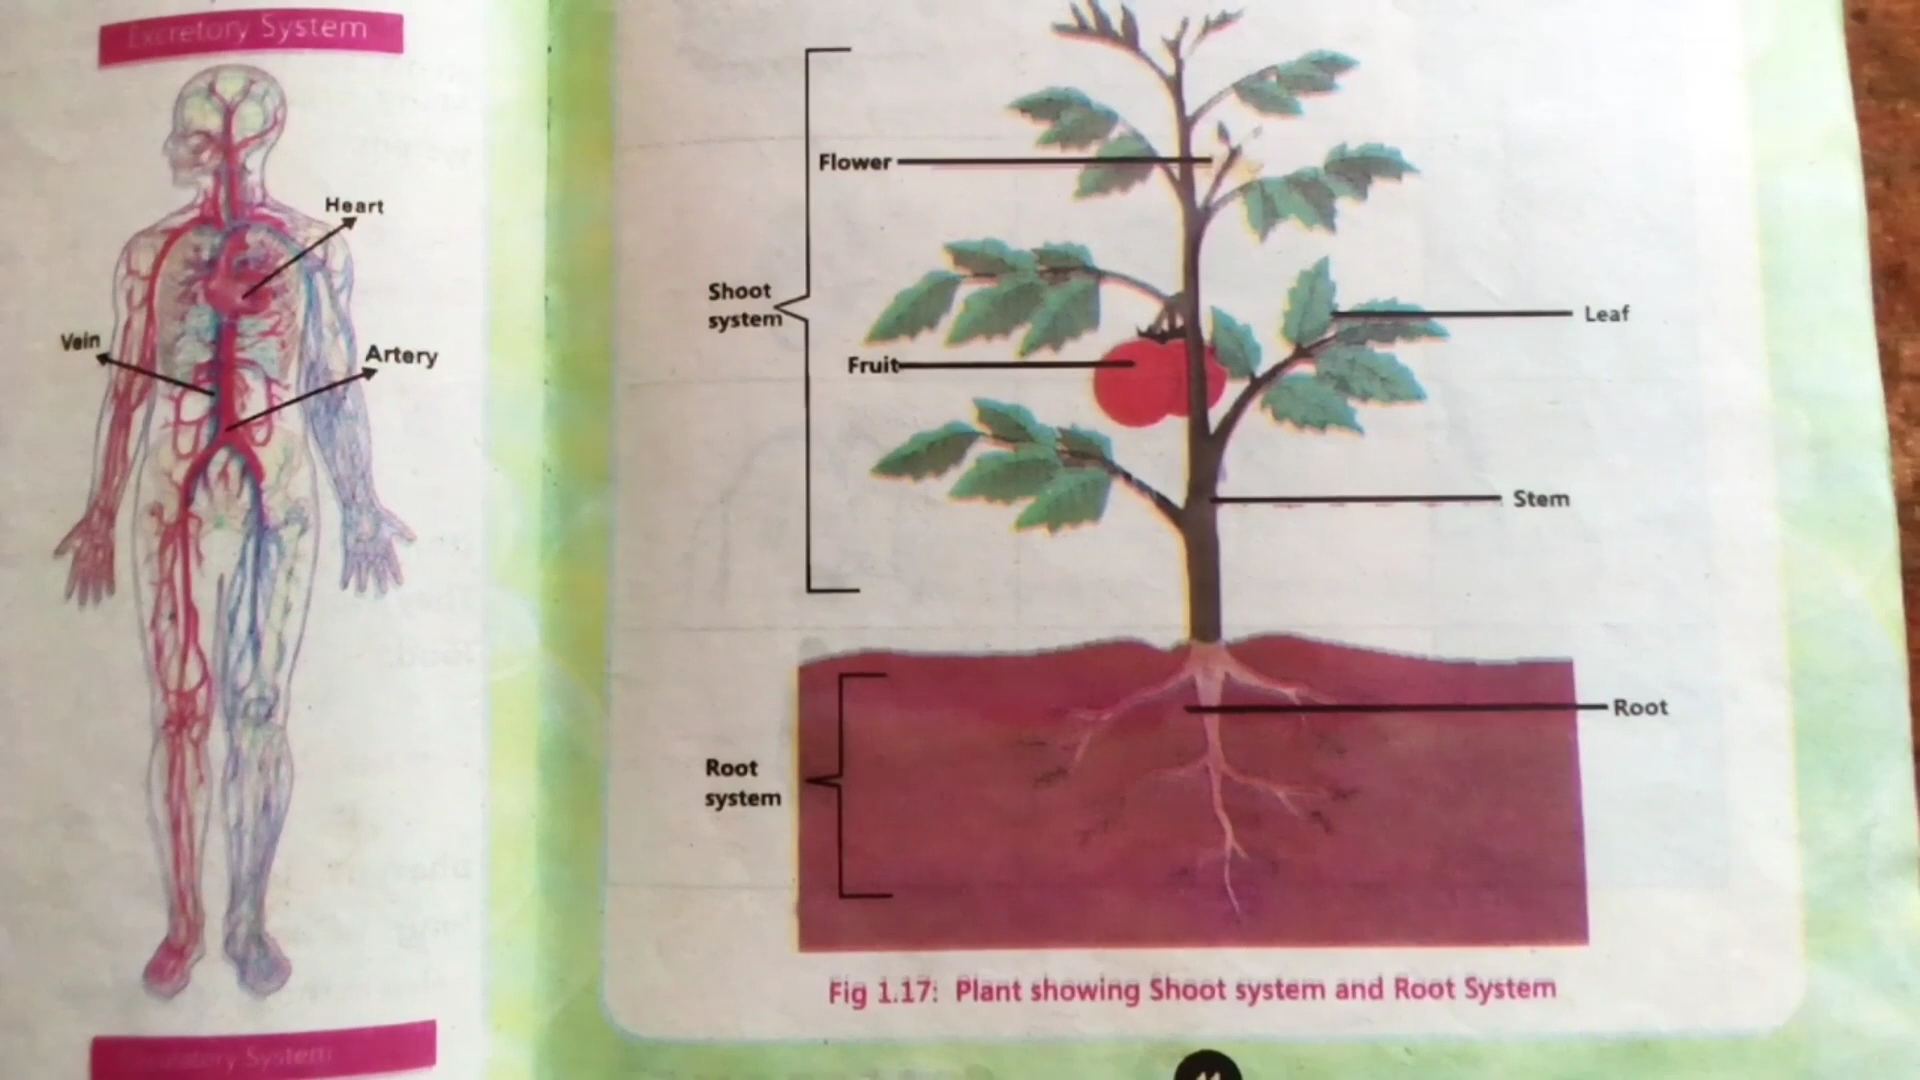 Excretory System
Heart
Vein
Artery
System
Flower
Shoot
system
Leaf
Fruit
Stem
Root
Root
system
Fig 1.17: Plant showing Shoot system and Root System